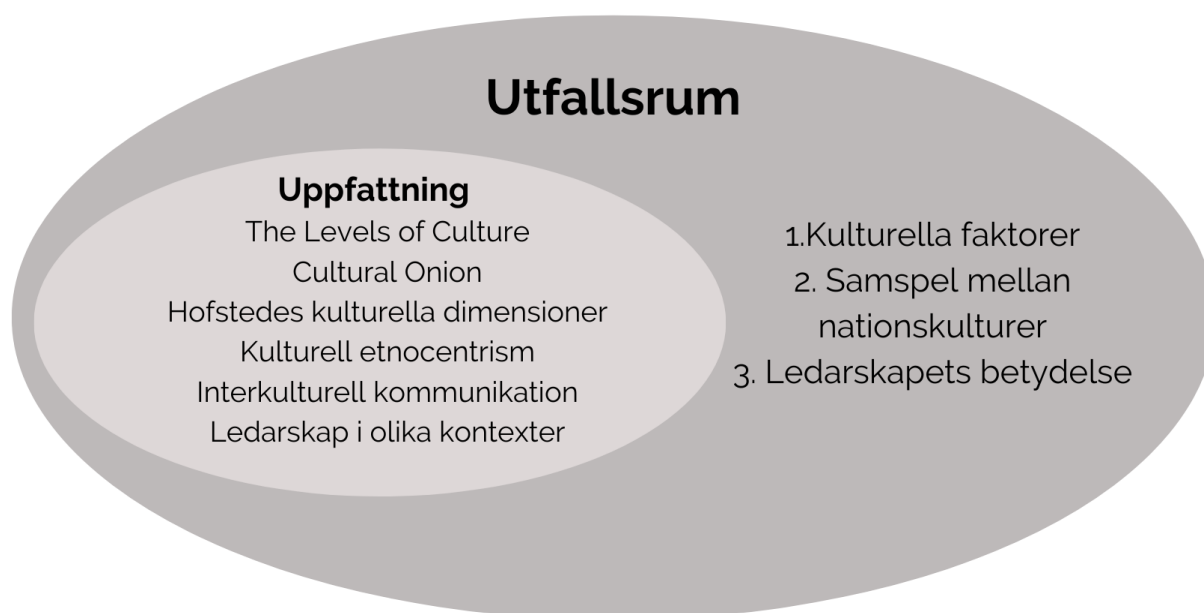 Utfallsrum
Uppfattning
The Levels of Culture
Cultural Onion
Hofstedes kulturella dimensioner
Kulturell etnocentrism
Interkulturell kommunikation
Ledarskap i olika kontexter
1.Kulturella faktorer
2. Samspel mellan
nationskulturer
3. Ledarskapets betydelse